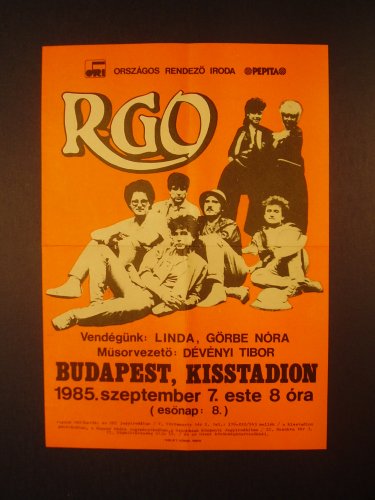 ORI ORSZÁGOS RENDEZŐ IRODA PEPITA
RGO
Vendégünk: LINDA, GÖRBE NÓRA
Műsorvezető: DÉVÉNYI TIBOR
BUDAPEST, KISSTADION
1985. szeptember 7. este 8 óra
( esőnap: 8. )